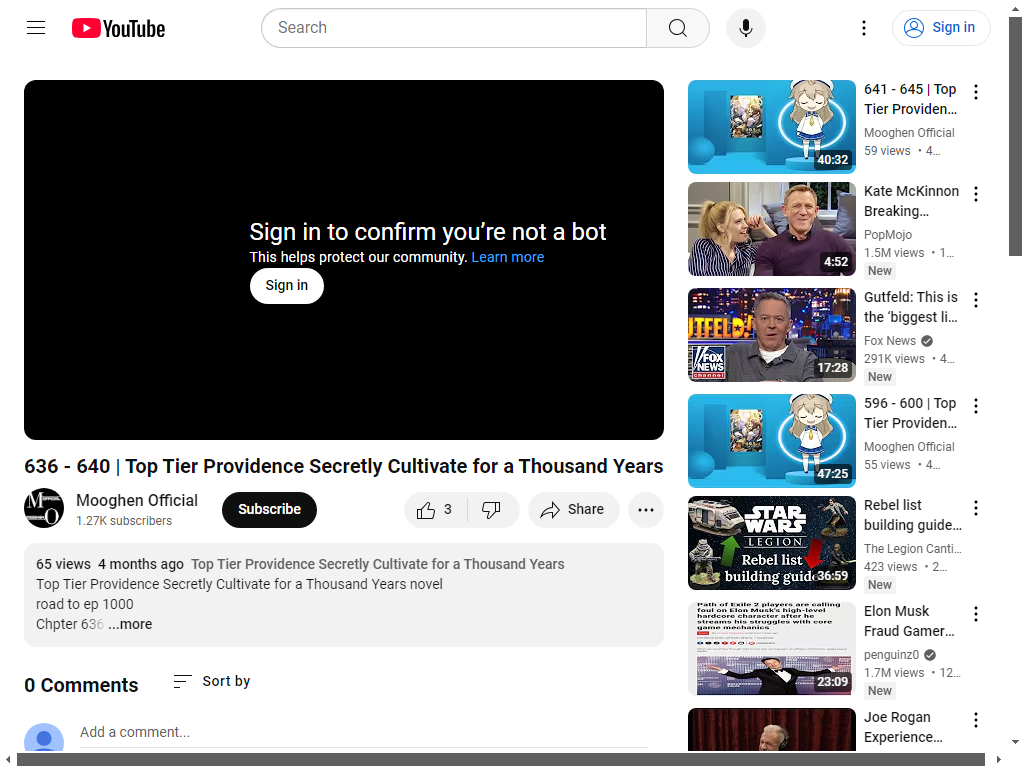 YouTube
Search
Sign in
Sign in to confirm you’re not a bot
This helps protect our community. Learn more
Sign in
636 - 640 | Top Tier Providence Secretly Cultivate for a Thousand Years
Mooghen Official
1.27K subscribers
Subscribe
3
Share
65 views 4 months ago Top Tier Providence Secretly Cultivate for a Thousand Years
Top Tier Providence Secretly Cultivate for a Thousand Years novel
road to ep 1000
Chpter 636 ...more
0 Comments
Sort by
Add a comment...
40:32
641 - 645 | Top
Tier Providen...
Mooghen Official
59 views • 4...
4:52
Kate McKinnon
Breaking...
PopMojo
1.5M views • 1...
New
FOX
NEWS
channel
17:28
Gutfeld: This is
the ‘biggest li...
Fox News
291K views • 4...
New
47:25
596 - 600 | Top
Tier Providen...
Mooghen Official
55 views • 4...
STAR
WARS
LEGION
Rebel list
building guide
36:59
Rebel list
building guide...
The Legion Canti...
423 views • 2...
New
Path of Exile 2 players are calling
foul on Elon Musk's high-level
hardcore character after he
streams his struggles with core
game mechanics
23:09
Elon Musk
Fraud Gamer...
penguinz0
1.7M views • 12...
New
Joe Rogan
Experience...